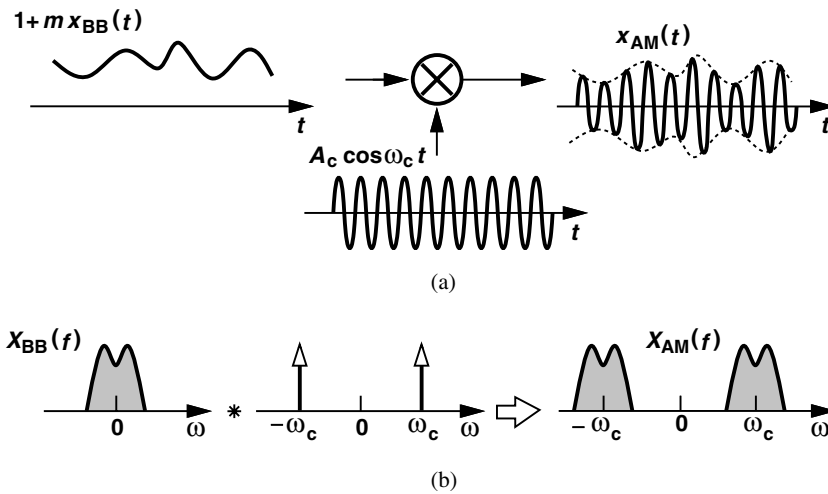 1+ m x_BB(t)
t
A_c cos ω_c t
t
x_AM(t)
t
(a)
X_BB(f)
0
ω
*
−ω_c
0
ω_c
ω
X_AM(f)
−ω_c
0
ω_c
ω
(b)